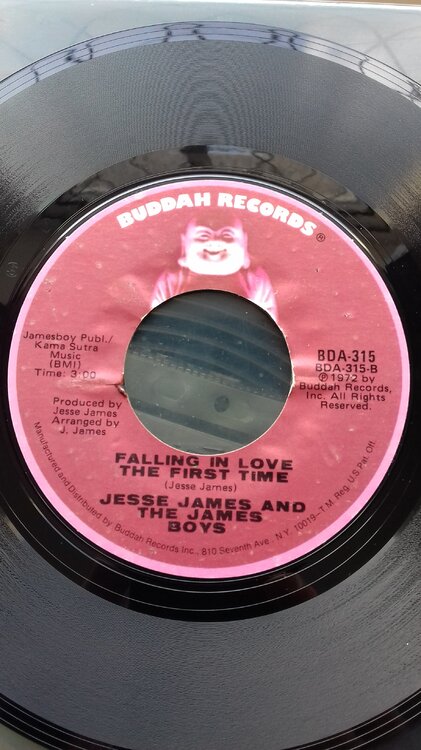 BUDDAH RECORDS®
Jamesboy Publ./
Kama Sutra
Music
(BMI)
Time: 3:00
Produced by
Jesse James
Arranged by
J. James
BDA-315
BDA-315-B
℗ 1972 by
Buddah Records,
Inc. All Rights
Reserved.
FALLING IN LOVE
THE FIRST TIME
(Jesse James)
JESSE JAMES AND
THE JAMES
BOYS
Manufactured and Distributed by Buddah Records Inc., 810 Seventh Ave. N.Y. 10019-T.M. Reg. U.S. Pat. Off.